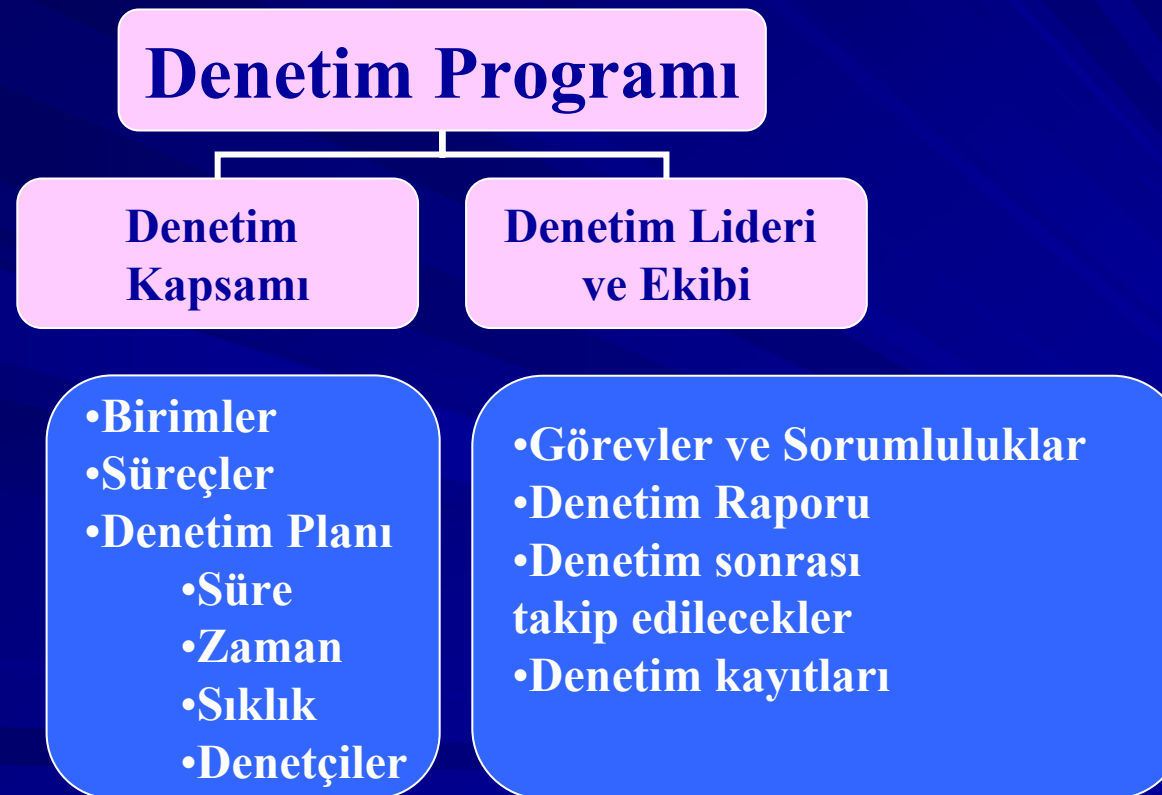 Denetim Programı
Denetim
Kapsamı
Denetim Lideri
ve Ekibi
•Birimler
•Süreçler
•Denetim Planı
•Süre
•Zaman
•Sıklık
•Denetçiler
•Görevler ve Sorumluluklar
•Denetim Raporu
•Denetim sonrası
takip edilecekler
•Denetim kayıtları